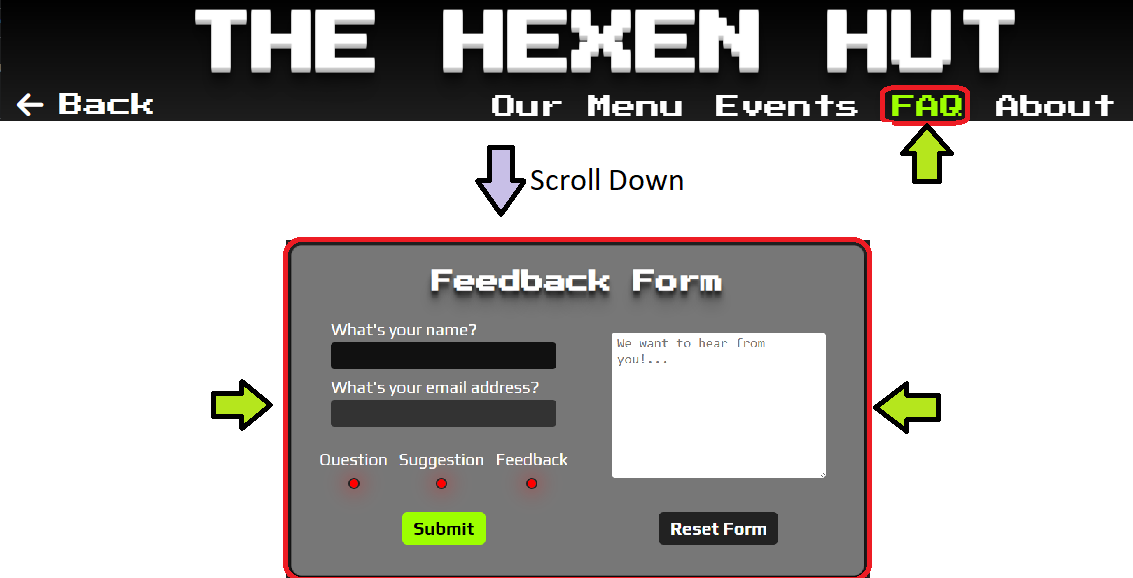 THE HEXEN HUT
Back Our Menu Events FAQ About
Scroll Down
Feedback Form
What's your name?
We want to hear from
you!...
What's your email address?
Question Suggestion Feedback
Submit Reset Form